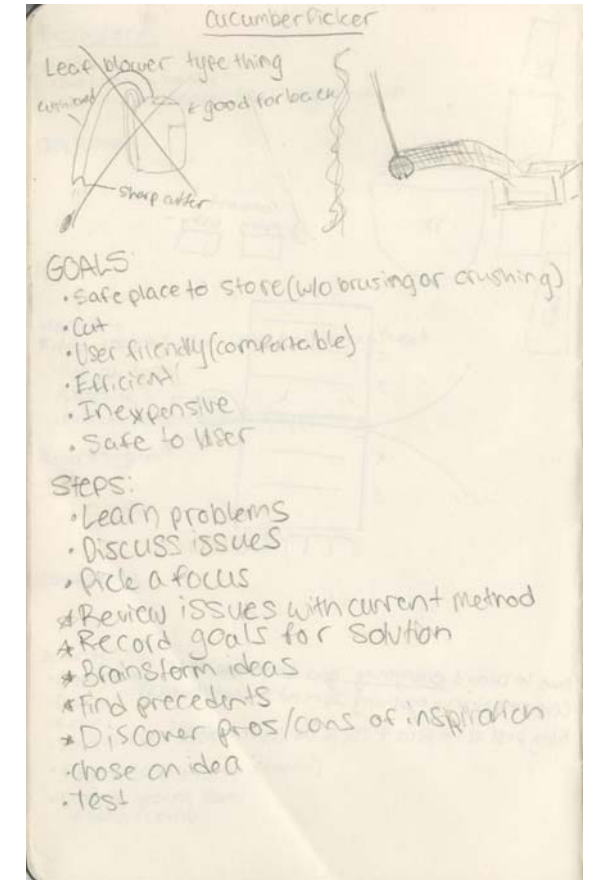 Cucumber Picker
Leaf blower type thing
cushioned
* good for back
sharp cutter
GOALS:
• Safe place to store (w/o brusing or crushing)
• Cut
• User friendly (comfortable)
• Efficient
• Inexpensive
• Safe to User
Steps:
• Learn problems
• Discuss issues
• Pick a focus
* Review issues with current method
* Record goals for solution
* Brainstorm ideas
* Find precedents
* Discover pros/cons of inspiration
• chose an idea
• Test